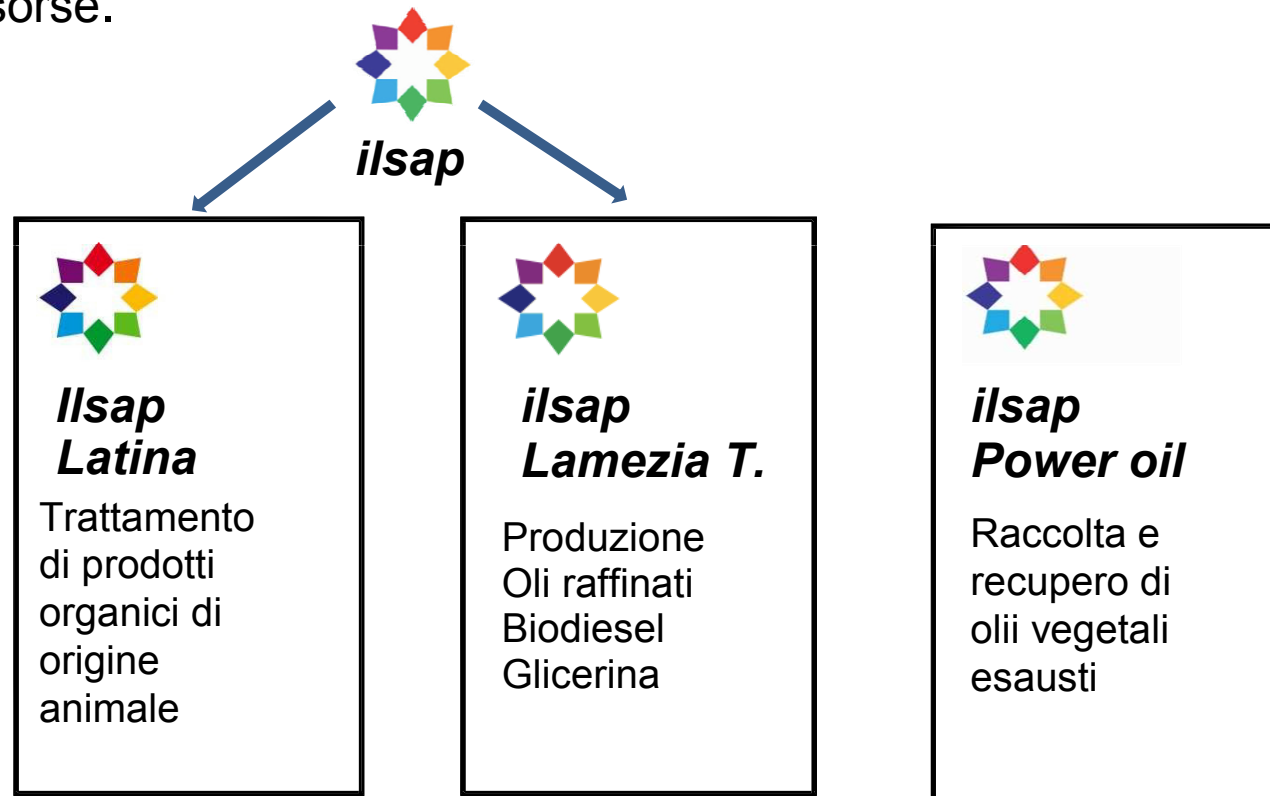 sorse.
ilsap
Ilsap
Latina
Trattamento
di prodotti
organici di
origine
animale
ilsap
Lamezia T.
Produzione
Oli raffinati
Biodiesel
Glicerina
ilsap
Power oil
Raccolta e
recupero di
olii vegetali
esausti